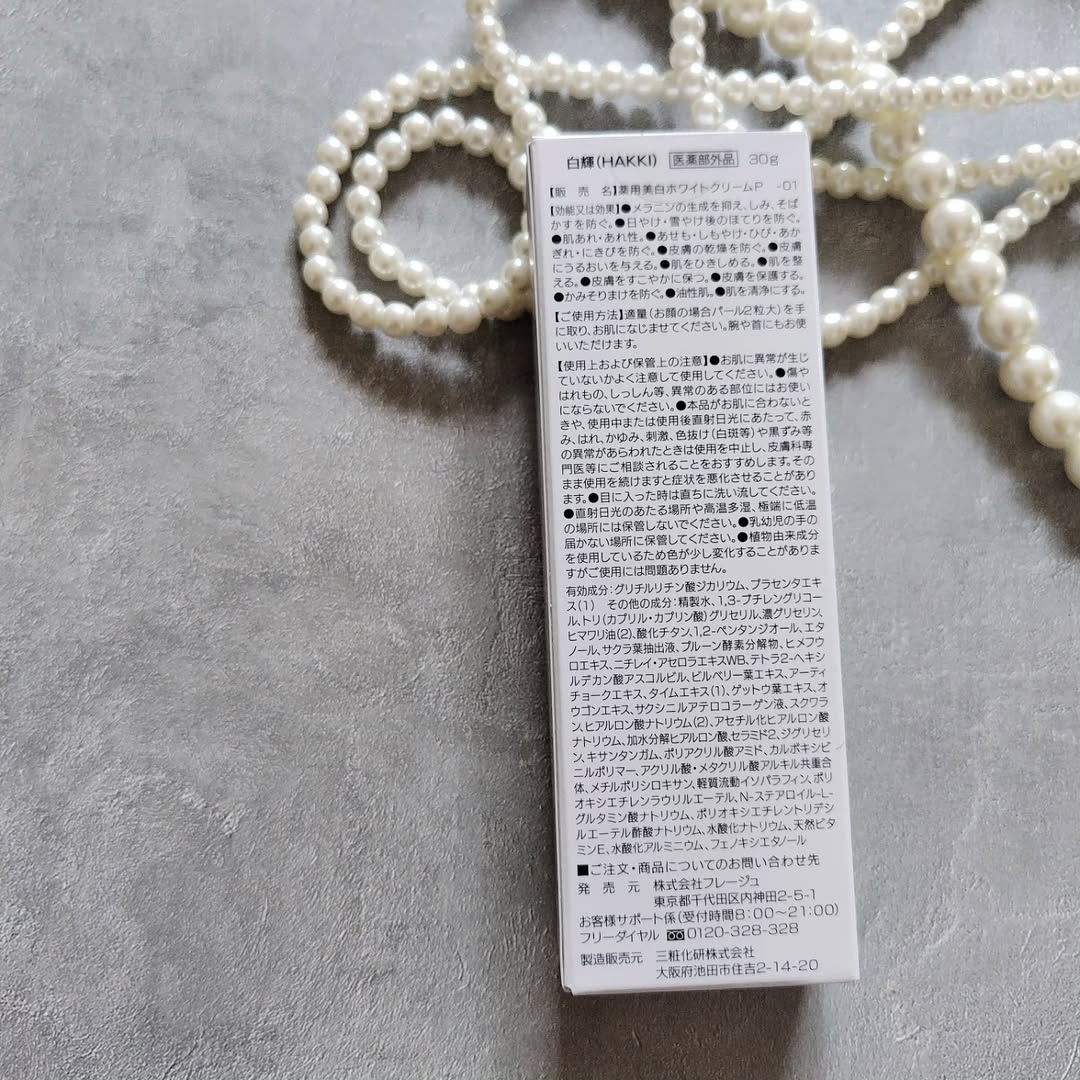 白輝(HAKKI) 医薬部外品 30g
【販 売 名】薬用美白ホワイトクリームP -01
【効能又は効果】●メラニンの生成を抑え、しみ、そば
かすを防ぐ。●日やけ・雪やけ後のほてりを防ぐ。
●肌あれ・あれ性。●あせも・しもやけ・ひび・あか
ぎれ・にきびを防ぐ。●皮膚の乾燥を防ぐ。●皮膚
にうるおいを与える。●肌をひきしめる。●肌を整
える。●皮膚をすこやかに保つ。●皮膚を保護する。
●かみそりまけを防ぐ。●油性肌。●肌を清浄にする。
【ご使用方法】適量(お顔の場合パール2粒大)を手
に取り、お肌になじませてください。腕や首にもお使
いいただけます。
【使用上および保管上の注意】●お肌に異常が生じ
ていないかよく注意して使用してください。●傷や
はれもの、しっしん等、異常のある部位にはお使い
にならないでください。●本品がお肌に合わないと
きや、使用中または使用後直射日光にあたって、赤
み、はれ、かゆみ、刺激、色抜け(白斑等)や黒ずみ等
の異常があらわれたときは使用を中止し、皮膚科専
門医等にご相談されることをおすすめします。その
まま使用を続けますと症状を悪化させることがあり
ます。●目に入った時は直ちに洗い流してください。
●直射日光のあたる場所や高温多湿、極端に低温
の場所には保管しないでください。●乳幼児の手の
届かない場所に保管してください。●植物由来成分
を使用しているため色が少し変化することがありま
すがご使用には問題ありません。
有効成分:グリチルリチン酸ジカリウム、プラセンタエキ
ス(1) その他の成分:精製水、1,3-ブチレングリコー
ル、トリ(カプリル・カプリン酸)グリセリル、濃グリセリン、
ヒマワリ油(2)、酸化チタン、1,2-ペンタンジオール、エタ
ノール、サクラ葉抽出液、プルーン酵素分解物、ヒメフウ
ロエキス、ニチレイ・アセロラエキスWB、テトラ2-ヘキシ
ルデカン酸アスコルビル、ビルベリー葉エキス、アーティ
チョークエキス、タイムエキス(1)、ゲットウ葉エキス、オ
ウゴンエキス、サクシニルアテロコラーゲン液、スクワラ
ン、ヒアルロン酸ナトリウム(2)、アセチル化ヒアルロン酸
ナトリウム、加水分解ヒアルロン酸、セラミド2、ジグリセリ
ン、キサンタンガム、ポリアクリル酸アミド、カルボキシビ
ニルポリマー、アクリル酸・メタクリル酸アルキル共重合
体、メチルポリシロキサン、軽質流動イソパラフィン、ポリ
オキシエチレンラウリルエーテル、N-ステアロイル-L-
グルタミン酸ナトリウム、ポリオキシエチレントリデシ
ルエーテル酢酸ナトリウム、水酸化ナトリウム、天然ビタ
ミンE、水酸化アルミニウム、フェノキシエタノール
■ご注文・商品についてのお問い合わせ先
発 売 元 株式会社フレージュ
東京都千代田区内神田2-5-1
お客様サポート係(受付時間8:00~21:00)
フリーダイヤル 0120-328-328
製造販売元 三粧化研株式会社
大阪府池田市住吉2-14-20